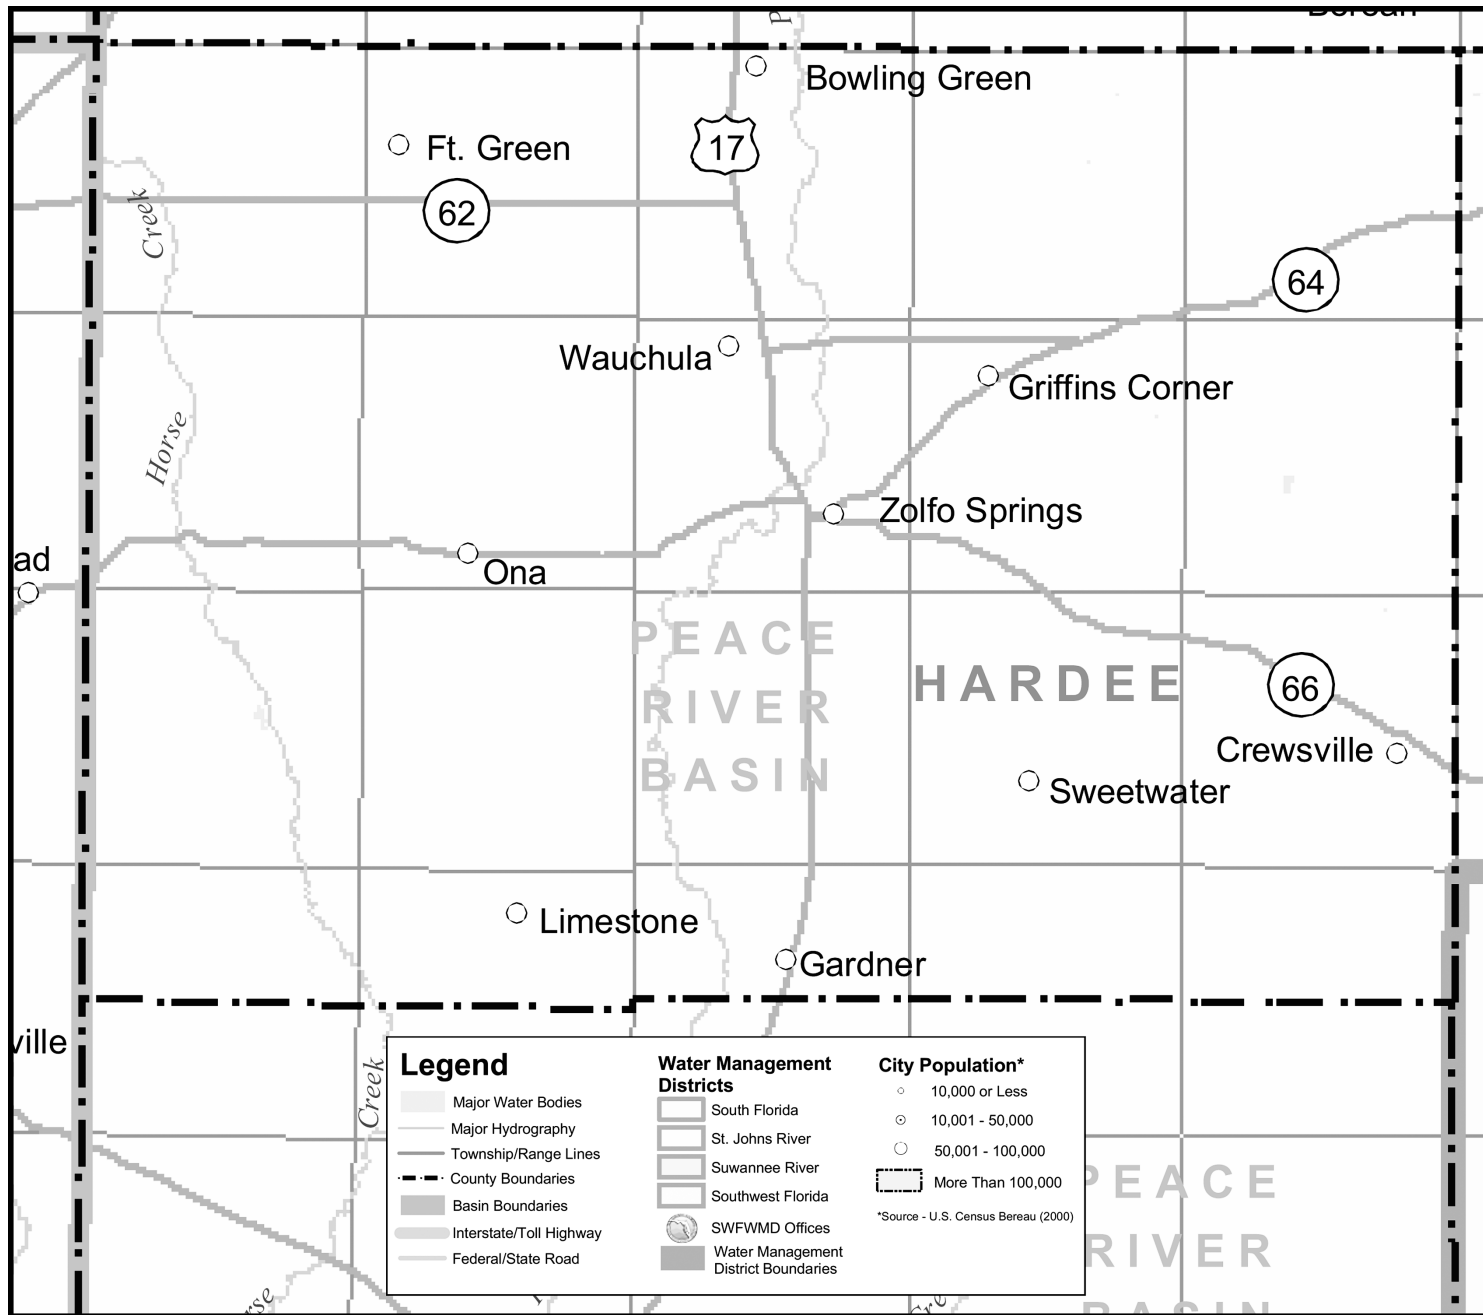 Bowling Green
Ft. Green
17
62
Creek
64
Wauchula
Griffins Corner
Horse
Zolfo Springs
ad
Ona
PEACE
RIVER
BASIN
HARDEE
66
Crewsville
Sweetwater
Limestone
Gardner
ville
Creek
Legend
Major Water Bodies
Major Hydrography
Township/Range Lines
County Boundaries
Basin Boundaries
Interstate/Toll Highway
Federal/State Road
Water Management
Districts
South Florida
St. Johns River
Suwannee River
Southwest Florida
SWFWMD Offices
Water Management
District Boundaries
City Population*
10,000 or Less
10,001 - 50,000
50,001 - 100,000
More Than 100,000
*Source - U.S. Census Bereau (2000)
PEACE
RIVER
BASIN
rse
Cre